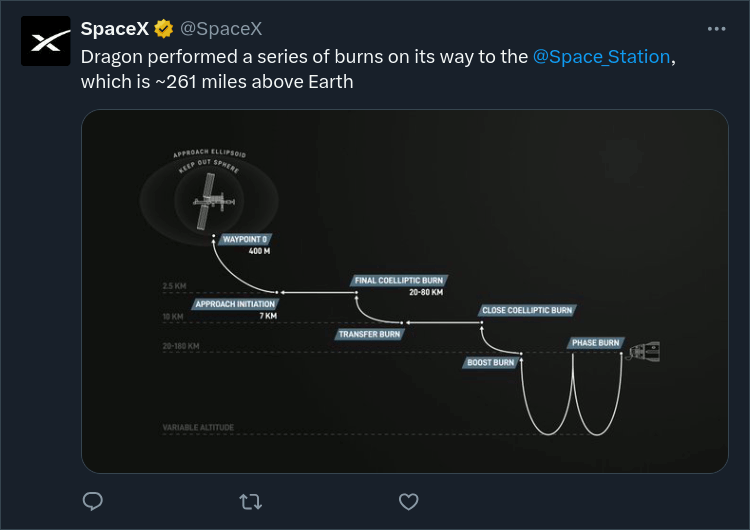 SpaceX @SpaceX
Dragon performed a series of burns on its way to the @Space_Station,
which is ~261 miles above Earth
APPROACH ELLIPSOID
KEEP OUT SPHERE
WAYPOINT 0
400 M
FINAL COELLIPTIC BURN
20-80 KM
2.5 KM
APPROACH INITIATION
7 KM
CLOSE COELLIPTIC BURN
10 KM
TRANSFER BURN
PHASE BURN
20-180 KM
BOOST BURN
VARIABLE ALTITUDE